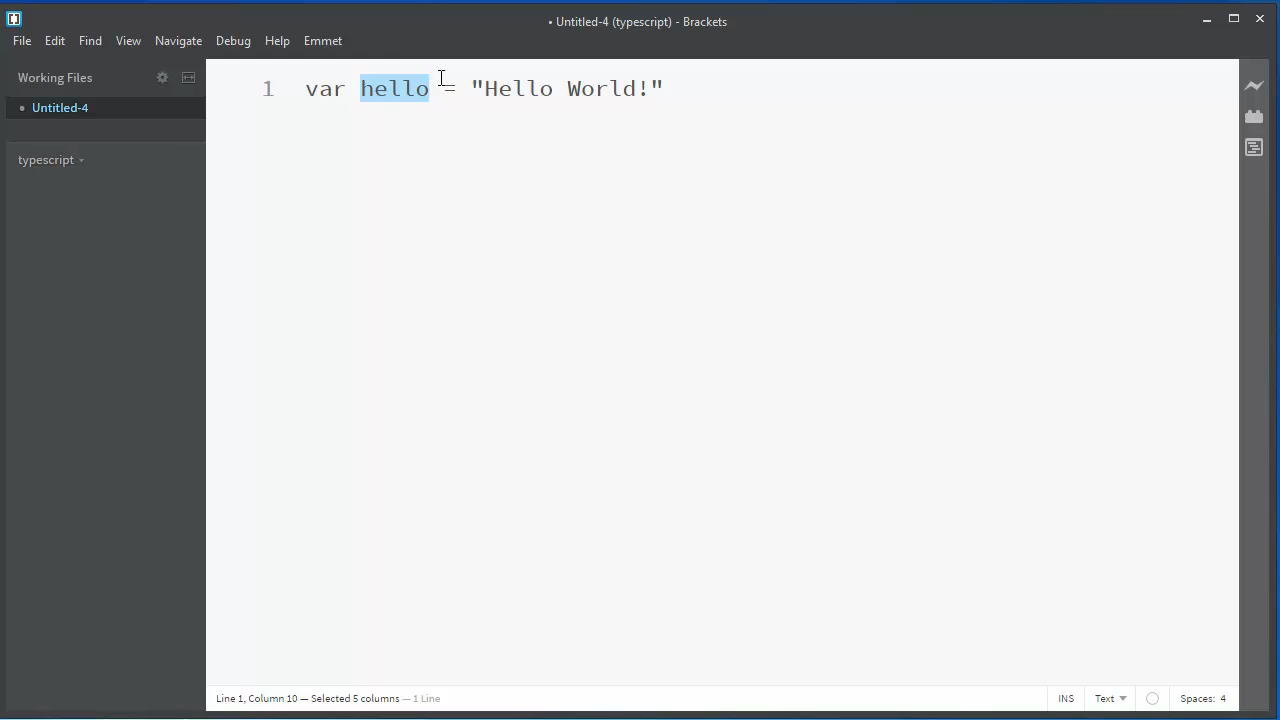 • Untitled-4 (typescript) - Brackets
File Edit Find View Navigate Debug Help Emmet
Working Files
• Untitled-4
typescript
1 var hello = "Hello World!"
Line 1, Column 10 — Selected 5 columns — 1 Line
INS Text Spaces: 4